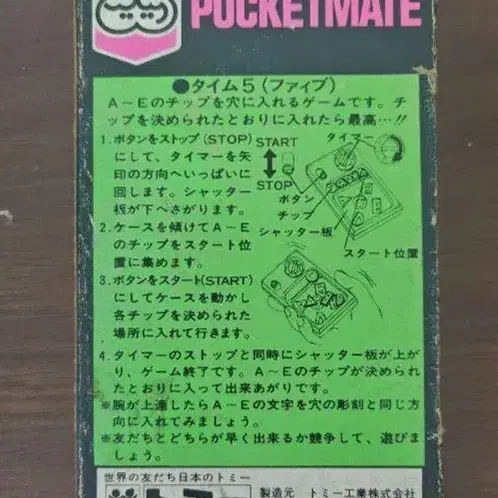 POCKETMATE
●タイム5（ファイブ）
A～Eのチップを穴に入れるゲームです。チ
ップを決められたとおりに入れたら最高…!!
1.ボタンをストップ(STOP)
にして、タイマーを矢
印の方向へいっぱいに
回します。シャッター
板が下へさがります。
START
STOP
タイマー
ボタン
チップ
シャッター板
スタート位置
2.ケースを傾けてA～E
のチップをスタート位
置に集めます。
3.ボタンをスタート(START)
にしてケースを動かし
各チップを決められた
場所に入れて行きます。
4.タイマーのストップと同時にシャッター板が上が
り、ゲーム終了です。A～Eのチップが決められ
たとおりに入って出来あがりです。
※腕が上達したらA～Eの文字を穴の彫刻と同じ方
向に入れてみましょう。
※友だちとどちらが早く出来るか競争して、遊びま
しょう。
世界の友だち日本のトミー
製造元 トミー工業株式会社